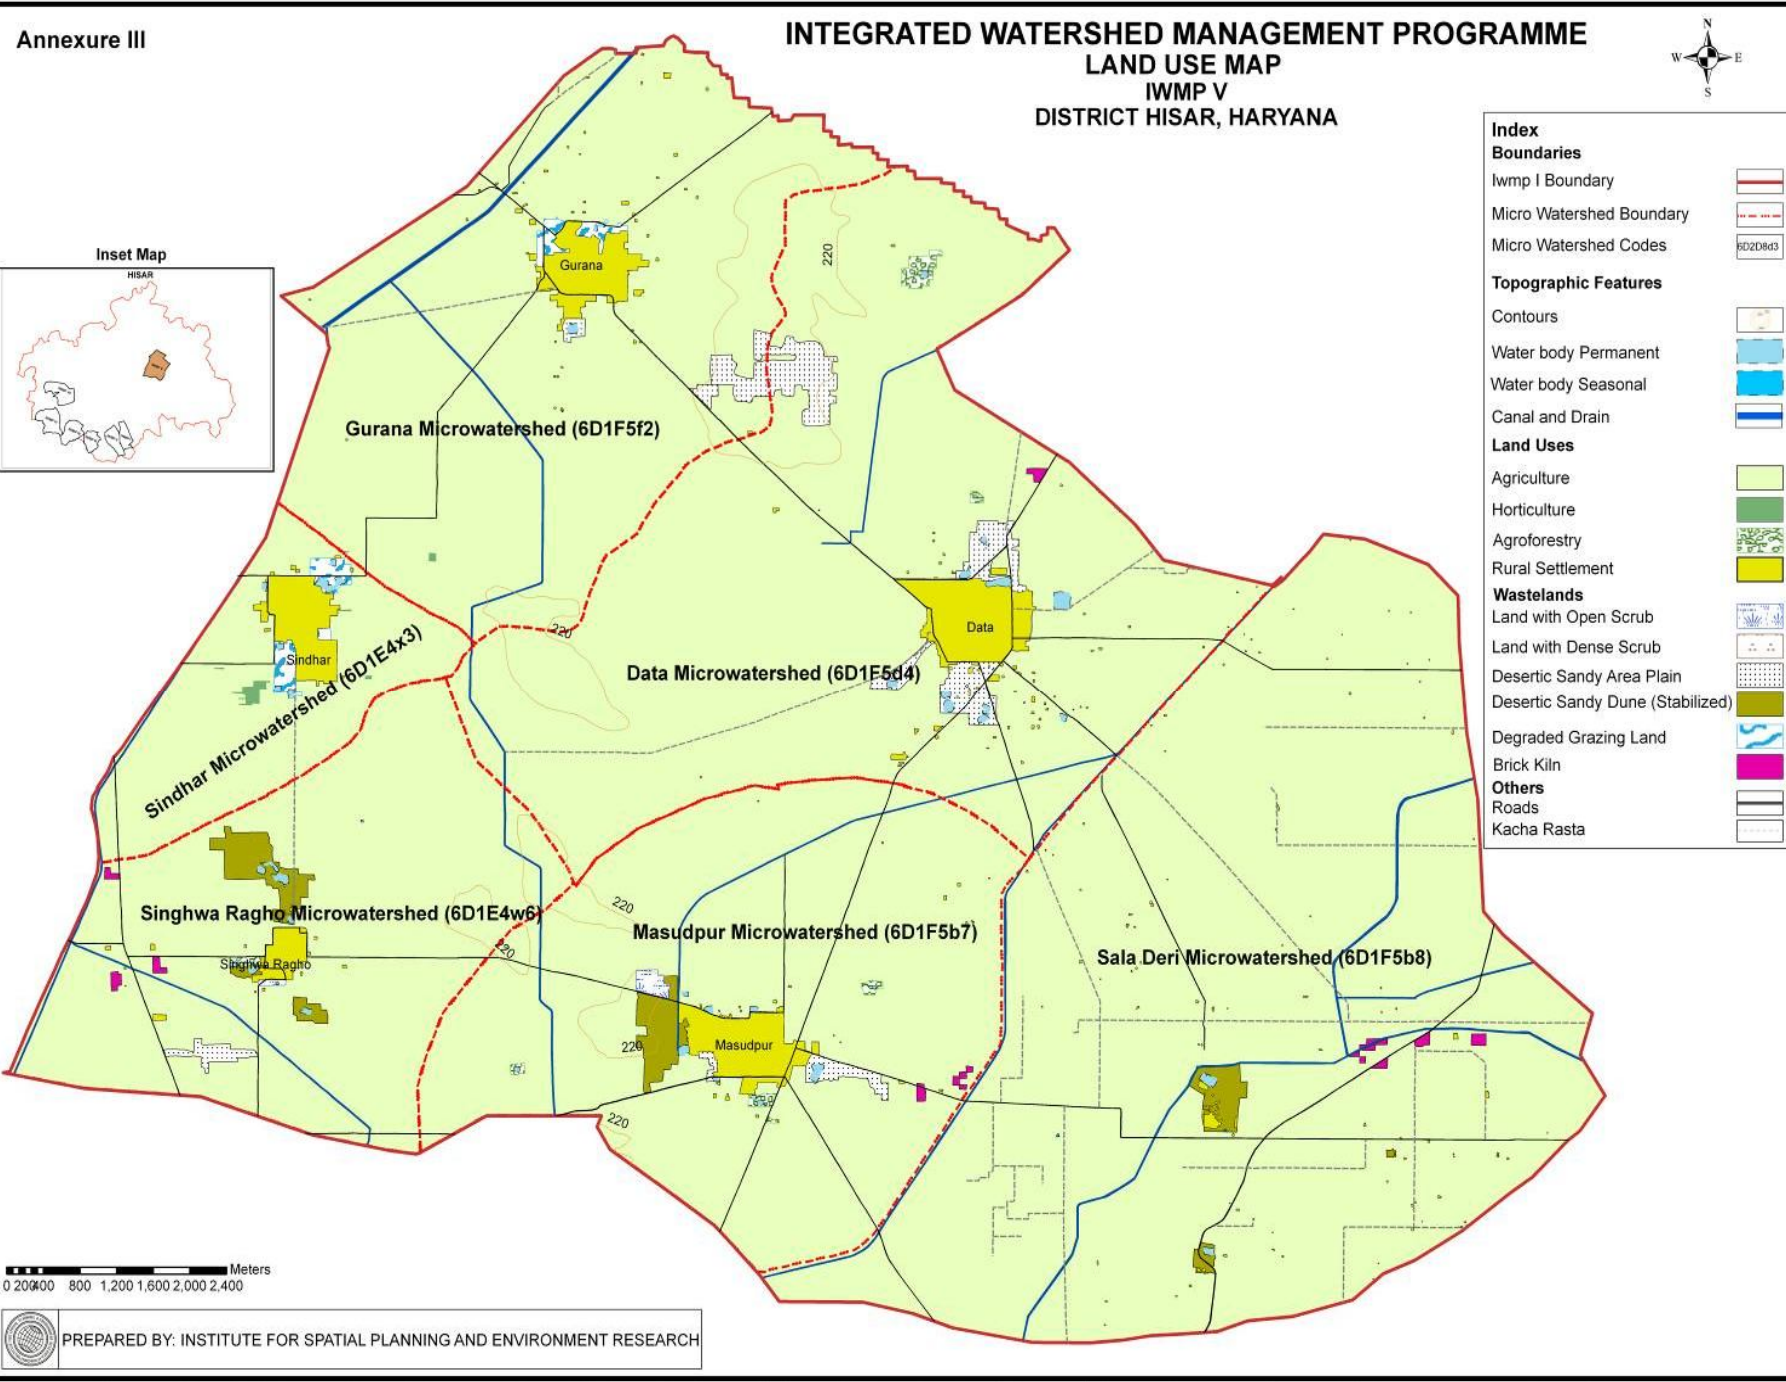 Annexure III
INTEGRATED WATERSHED MANAGEMENT PROGRAMME
LAND USE MAP
IWMP V
DISTRICT HISAR, HARYANA
N
W E
S
Inset Map
HISAR
Index
Boundaries
Iwmp I Boundary
Micro Watershed Boundary
Micro Watershed Codes
6D2D8d3
Topographic Features
Contours
Water body Permanent
Water body Seasonal
Canal and Drain
Land Uses
Agriculture
Horticulture
Agroforestry
Rural Settlement
Wastelands
Land with Open Scrub
Land with Dense Scrub
Desertic Sandy Area Plain
Desertic Sandy Dune (Stabilized)
Degraded Grazing Land
Brick Kiln
Others
Roads
Kacha Rasta
Gurana
220
Gurana Microwatershed (6D1F5f2)
Sindhar
Sindhar Microwatershed (6D1E4x3)
220
Data
Data Microwatershed (6D1F5d4)
Singhwa Ragho Microwatershed (6D1E4w6)
Singhwa Ragho
220
220
Masudpur Microwatershed (6D1F5b7)
Sala Deri Microwatershed (6D1F5b8)
220
Masudpur
220
Meters
0 200 400 800 1,200 1,600 2,000 2,400
PREPARED BY: INSTITUTE FOR SPATIAL PLANNING AND ENVIRONMENT RESEARCH